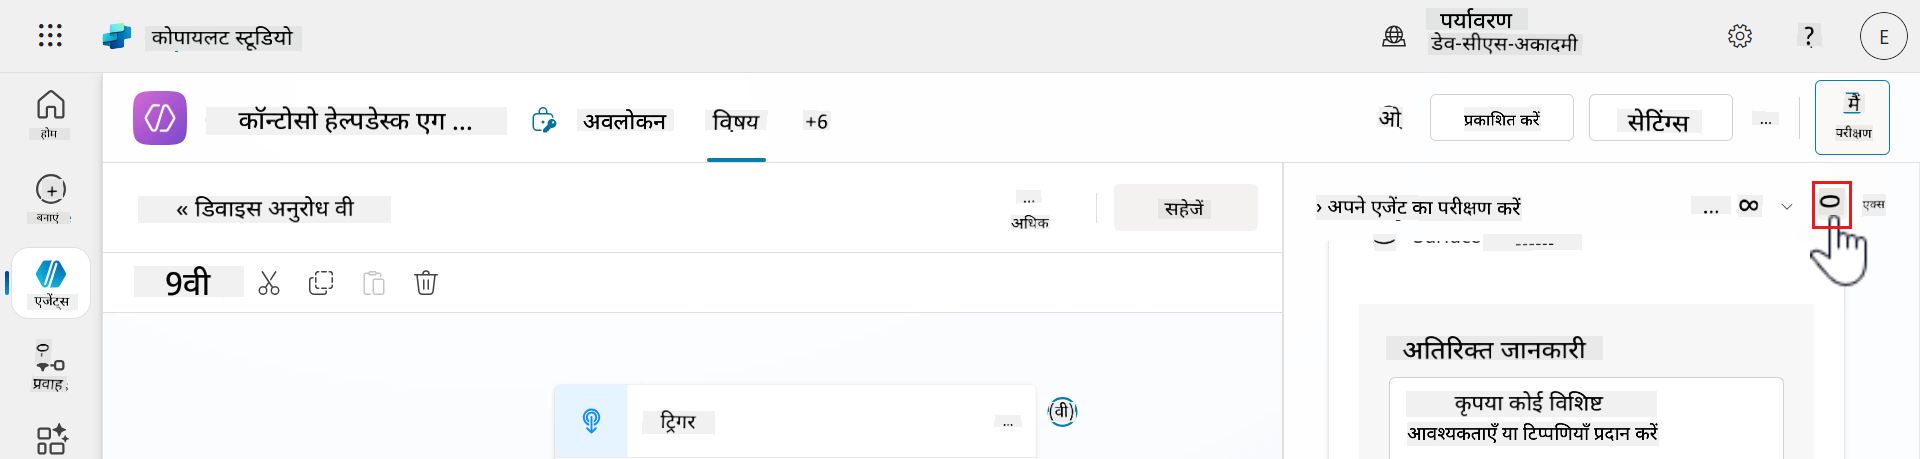 कोपायलट स्टूडियो
पर्यावरण
डेव-सीएस-अकादमी
?
E
होम
बनाएं
एजेंट्स
प्रवाह
कॉन्टोसो हेल्पडेस्क एग ...
अवलोकन
विषय
+6
ओ
प्रकाशित करें
सेटिंग्स
...
में
परीक्षण
« डिवाइस अनुरोध वी
...
अधिक
सहेजें
› अपने एजेंट का परीक्षण करें
...
एक्स
9वी
ट्रिगर
...
(वी)
अतिरिक्त जानकारी
कृपया कोई विशिष्ट
आवश्यकताएँ या टिप्पणियाँ प्रदान करें